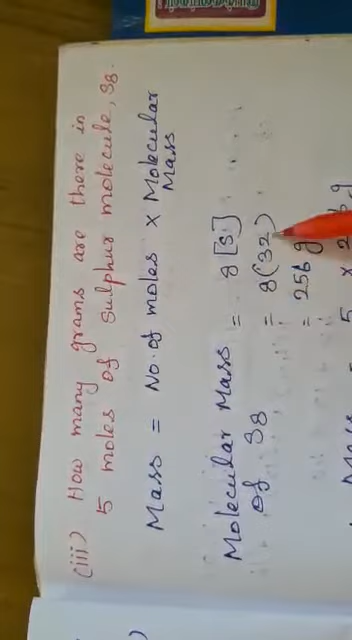 (iii) How many grams are there in
5 moles of Sulphur molecule, S8.
Mass = No. of moles × Molecular
Mass
Molecular Mass = 8[S]
of S8 = 8(32)
= 256 g